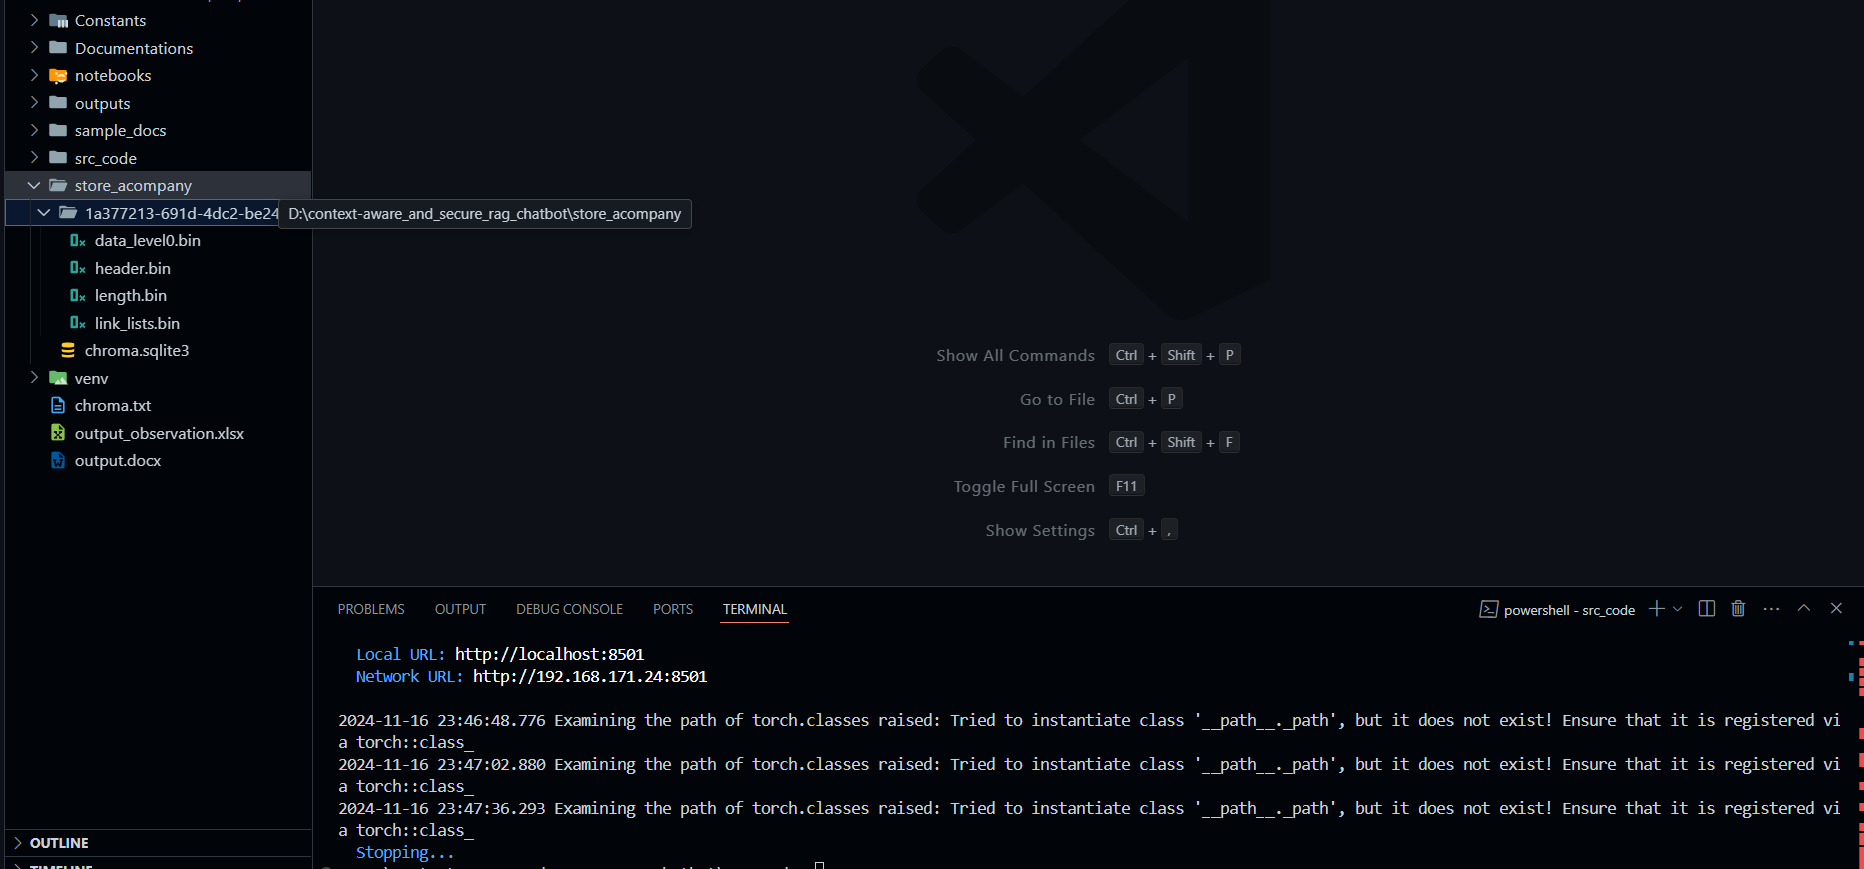 Constants
Documentations
notebooks
outputs
sample_docs
src_code
store_acompany
1a377213-691d-4dc2-be24
D:\context-aware_and_secure_rag_chatbot\store_acompany
data_level0.bin
header.bin
length.bin
link_lists.bin
chroma.sqlite3
venv
chroma.txt
output_observation.xlsx
output.docx
OUTLINE
TIMELINE
Show All Commands Ctrl + Shift + P
Go to File Ctrl + P
Find in Files Ctrl + Shift + F
Toggle Full Screen F11
Show Settings Ctrl + ,
PROBLEMS OUTPUT DEBUG CONSOLE PORTS TERMINAL
powershell - src_code
Local URL: http://localhost:8501
Network URL: http://192.168.171.24:8501
2024-11-16 23:46:48.776 Examining the path of torch.classes raised: Tried to instantiate class '__path__._path', but it does not exist! Ensure that it is registered vi
a torch::class_
2024-11-16 23:47:02.880 Examining the path of torch.classes raised: Tried to instantiate class '__path__._path', but it does not exist! Ensure that it is registered vi
a torch::class_
2024-11-16 23:47:36.293 Examining the path of torch.classes raised: Tried to instantiate class '__path__._path', but it does not exist! Ensure that it is registered vi
a torch::class_
Stopping...